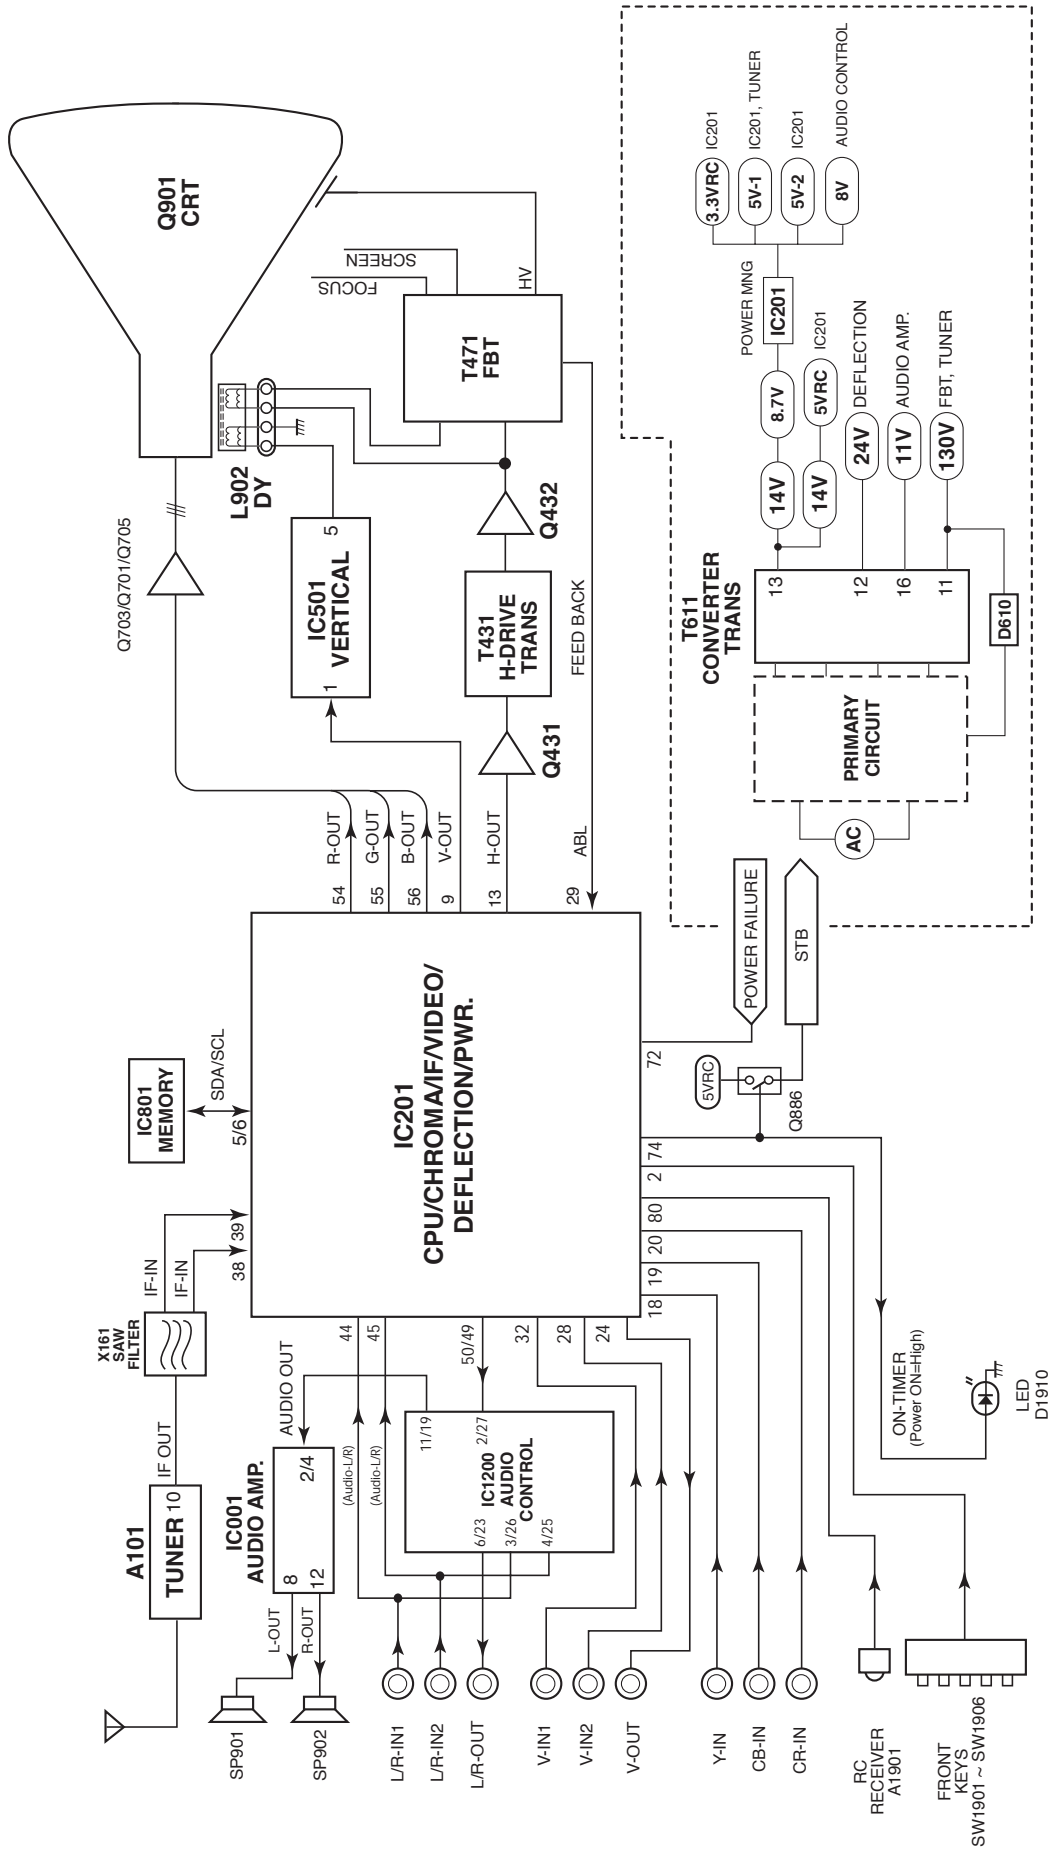 A101
TUNER 10
IF OUT
X161
SAW
FILTER
IF-IN
IF-IN
38
39
IC801
MEMORY
SDA/SCL
5/6
Q703/Q701/Q705
Q901
CRT
SP901
SP902
L-OUT
R-OUT
IC001
AUDIO AMP.
8
12
2/4
AUDIO OUT
(Audio-L/R)
(Audio-L/R)
44
45
50/49
32
28
24
L/R-IN1
L/R-IN2
L/R-OUT
V-IN1
V-IN2
V-OUT
6/23
3/26
4/25
IC1200
AUDIO
CONTROL
11/19
2/27
IC201
CPU/CHROMA/IF/VIDEO/
DEFLECTION/PWR.
54
55
56
9
13
29
R-OUT
G-OUT
B-OUT
V-OUT
H-OUT
ABL
FEED BACK
1
IC501
VERTICAL
5
L902
DY
Q431
T431
H-DRIVE
TRANS
Q432
T471
FBT
FOCUS
SCREEN
HV
Y-IN
CB-IN
CR-IN
18
19
20
80
2
74
72
RC
RECEIVER
A1901
FRONT
KEYS
SW1901 ~ SW1906
ON-TIMER
(Power ON=High)
LED
D1910
5VRC
Q886
POWER FAILURE
STB
AC
PRIMARY
CIRCUIT
T611
CONVERTER
TRANS
13
12
16
11
D610
14V
14V
24V
11V
130V
8.7V
5VRC
IC201
DEFLECTION
AUDIO AMP.
FBT, TUNER
POWER MNG
IC201
3.3VRC
IC201
5V-1
IC201, TUNER
5V-2
IC201
8V
AUDIO CONTROL